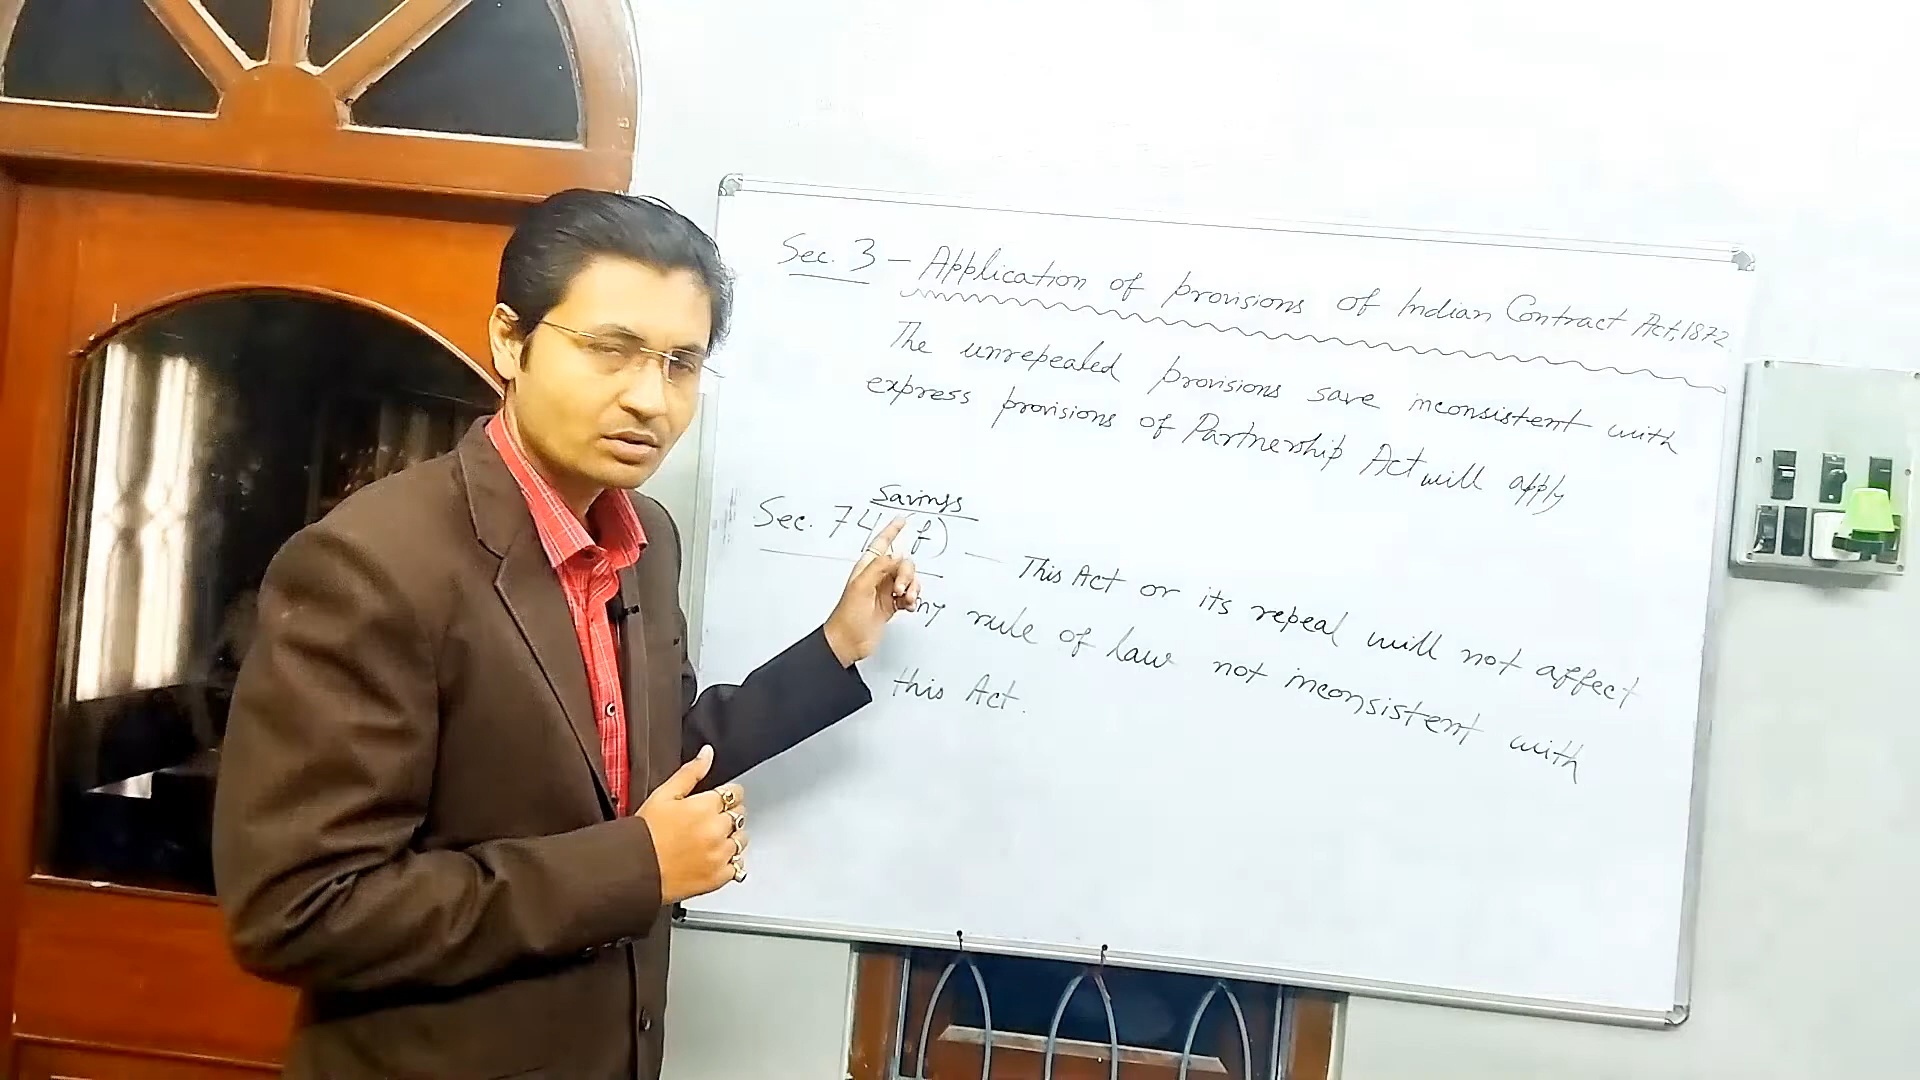 Sec. 3 - Application of provisions of Indian Contract Act, 1872
The unrepealed provisions save inconsistent with
express provisions of Partnership Act will apply
Savings
Sec. 74 (f) - This Act or its repeal will not affect
rule of law not inconsistent with
this Act.